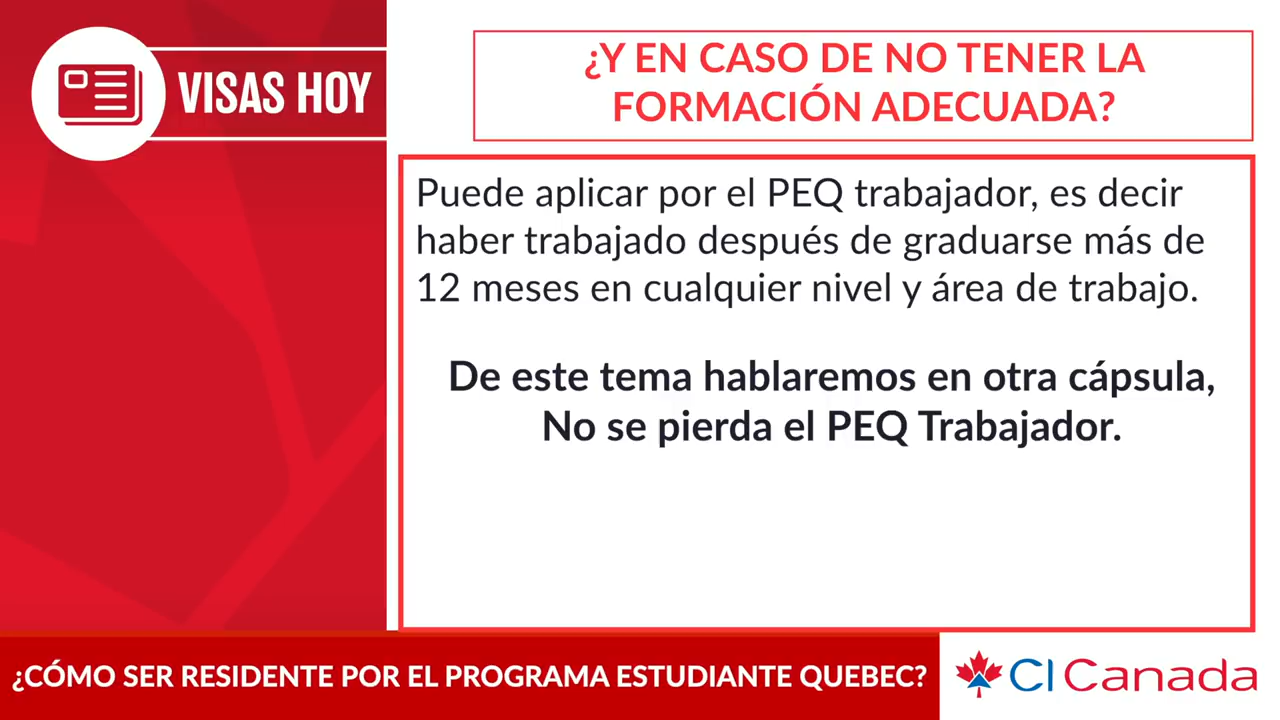 VISAS HOY
¿Y EN CASO DE NO TENER LA
FORMACIÓN ADECUADA?
Puede aplicar por el PEQ trabajador, es decir
haber trabajado después de graduarse más de
12 meses en cualquier nivel y área de trabajo.
De este tema hablaremos en otra cápsula,
No se pierda el PEQ Trabajador.
¿CÓMO SER RESIDENTE POR EL PROGRAMA ESTUDIANTE QUEBEC?
CI Canada